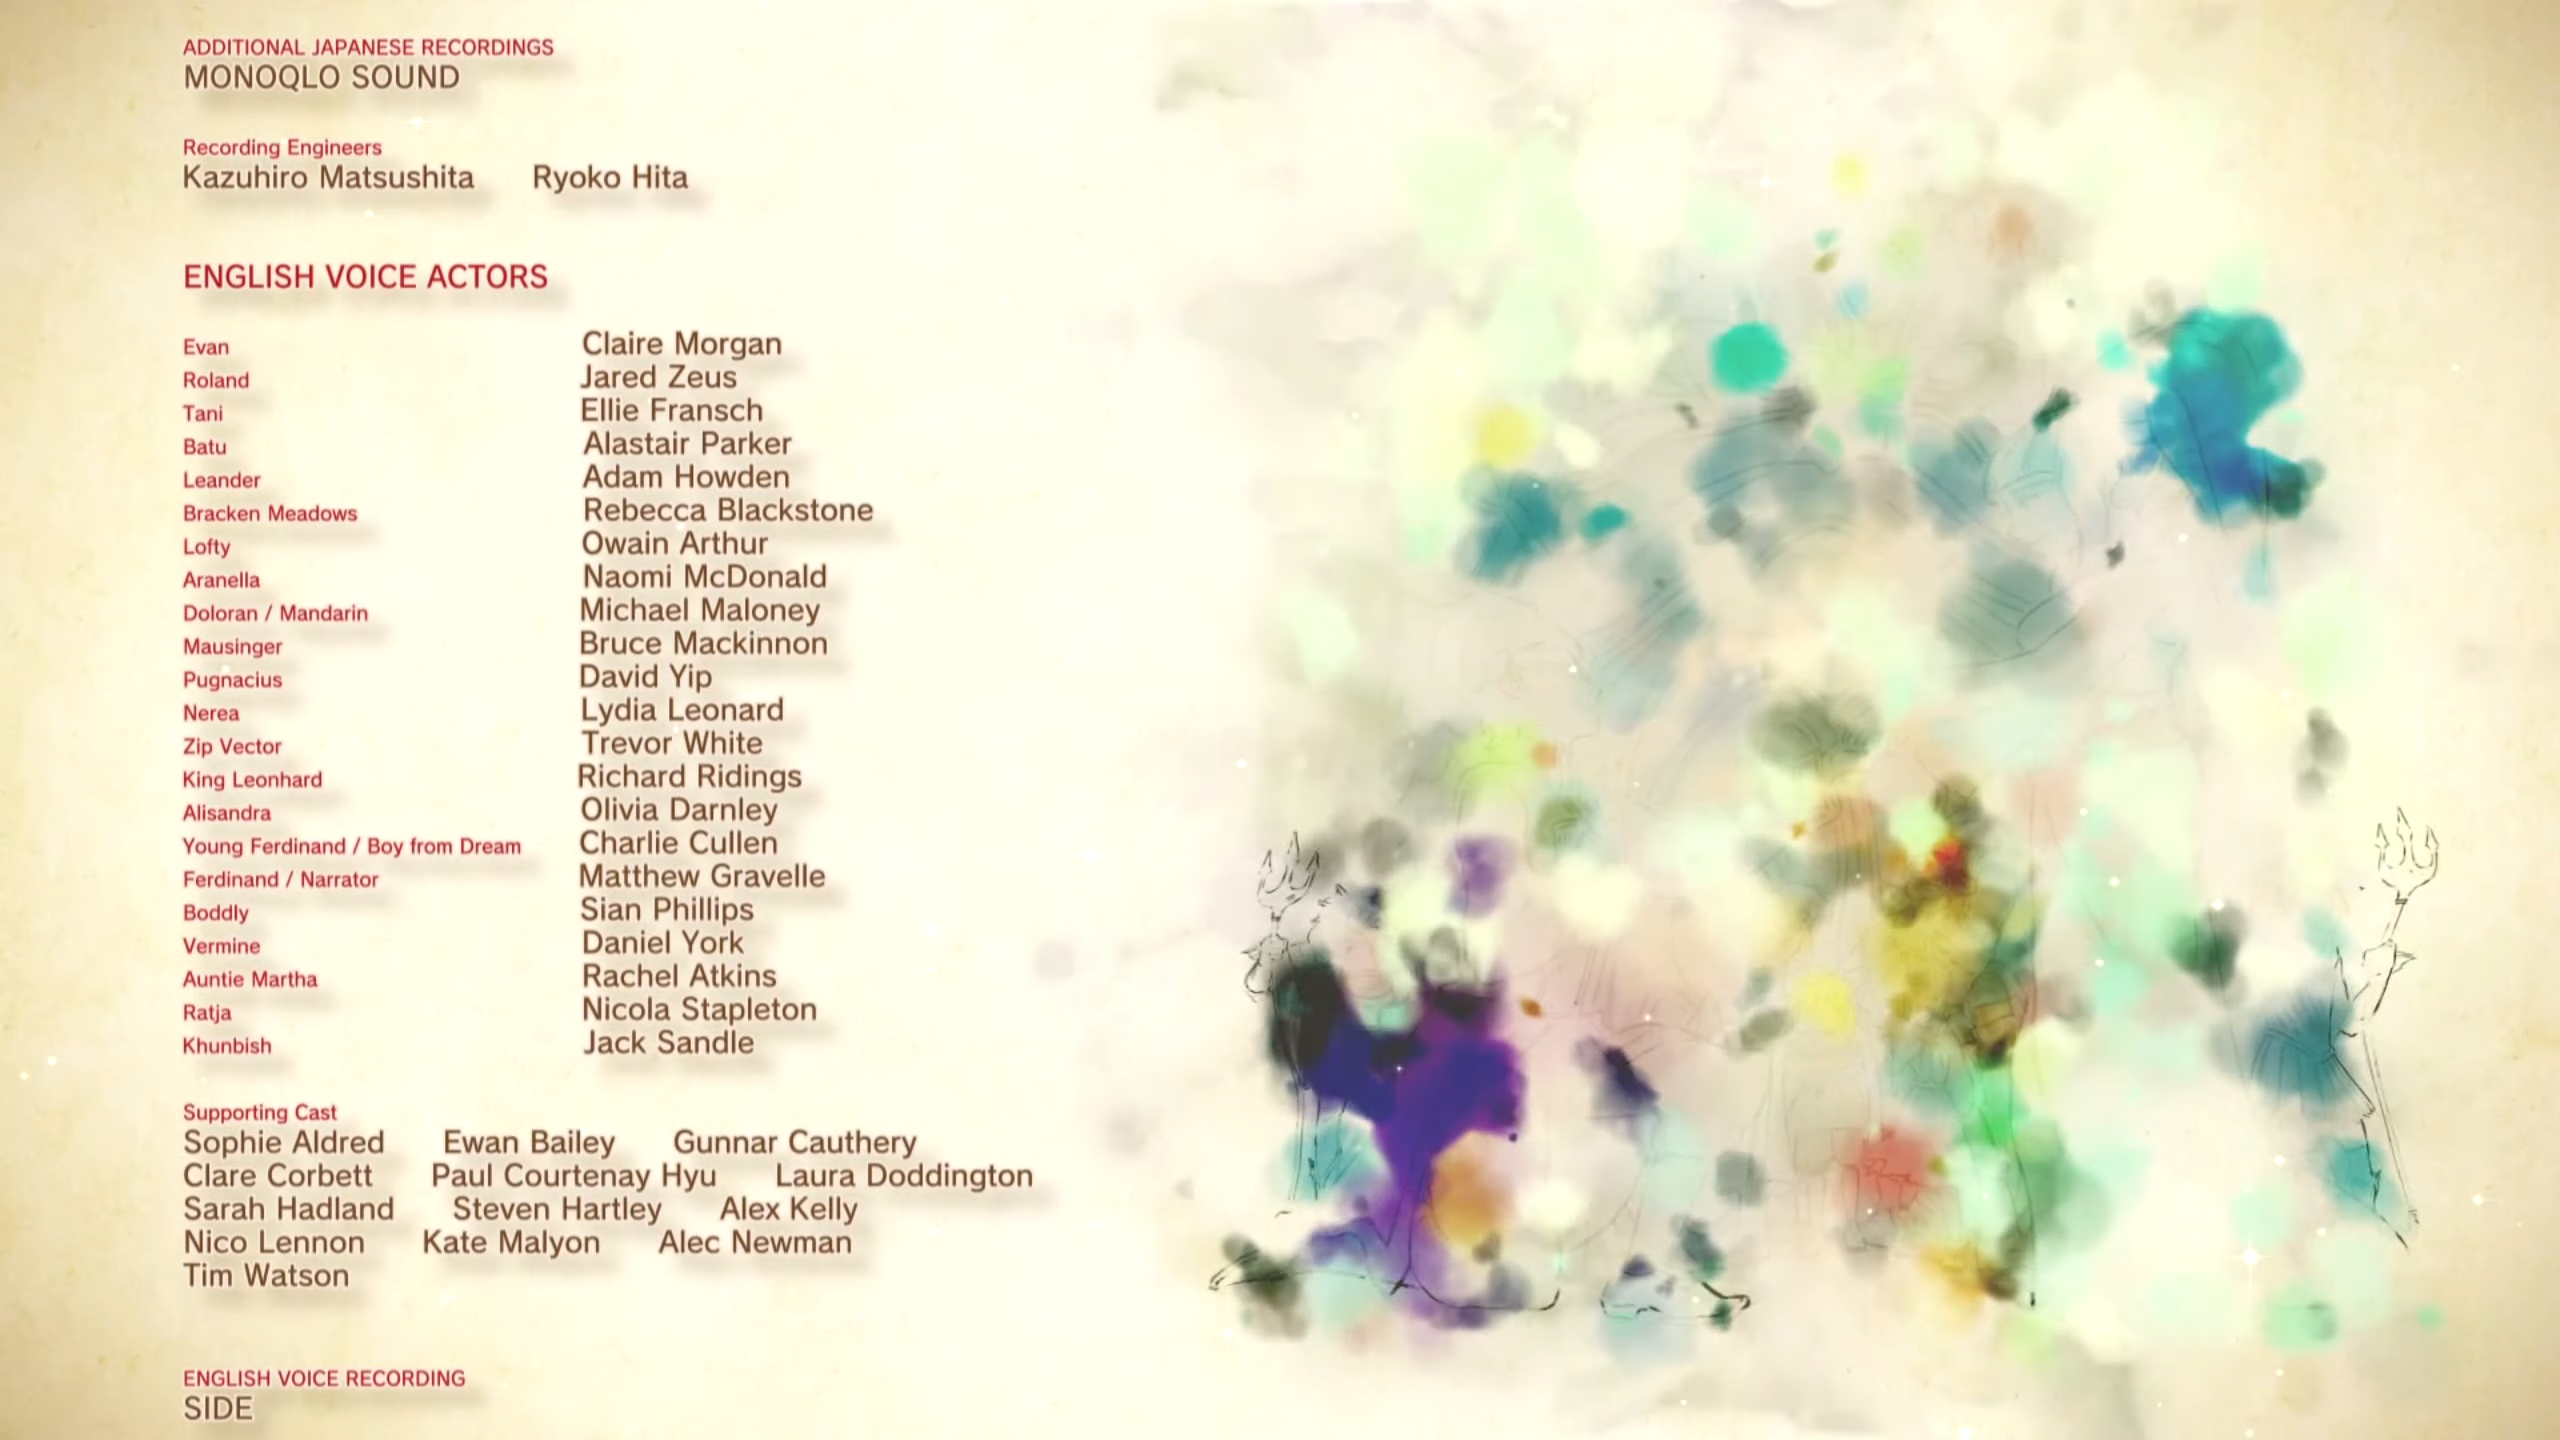 ADDITIONAL JAPANESE RECORDINGS
MONOQLO SOUND
Recording Engineers
Kazuhiro Matsushita Ryoko Hita
ENGLISH VOICE ACTORS
Evan Claire Morgan
Roland Jared Zeus
Tani Ellie Fransch
Batu Alastair Parker
Leander Adam Howden
Bracken Meadows Rebecca Blackstone
Lofty Owain Arthur
Aranella Naomi McDonald
Doloran / Mandarin Michael Maloney
Mausinger Bruce Mackinnon
Pugnacius David Yip
Nerea Lydia Leonard
Zip Vector Trevor White
King Leonhard Richard Ridings
Alisandra Olivia Darnley
Young Ferdinand / Boy from Dream Charlie Cullen
Ferdinand / Narrator Matthew Gravelle
Boddly Sian Phillips
Vermine Daniel York
Auntie Martha Rachel Atkins
Ratja Nicola Stapleton
Khunbish Jack Sandle
Supporting Cast
Sophie Aldred Ewan Bailey Gunnar Cauthery
Clare Corbett Paul Courtenay Hyu Laura Doddington
Sarah Hadland Steven Hartley Alex Kelly
Nico Lennon Kate Malyon Alec Newman
Tim Watson
ENGLISH VOICE RECORDING
SIDE